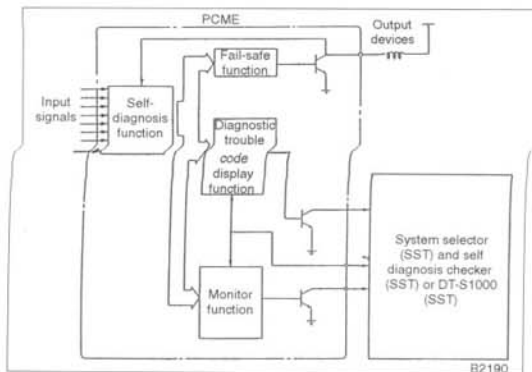 PCME
Output
devices
Fail-safe
function
Input
signals
Self-
diagnosis
function
Diagnostic
trouble
code
display
function
System selector
(SST) and self
diagnosis checker
(SST) or DT-S1000
(SST)
Monitor
function
B2190